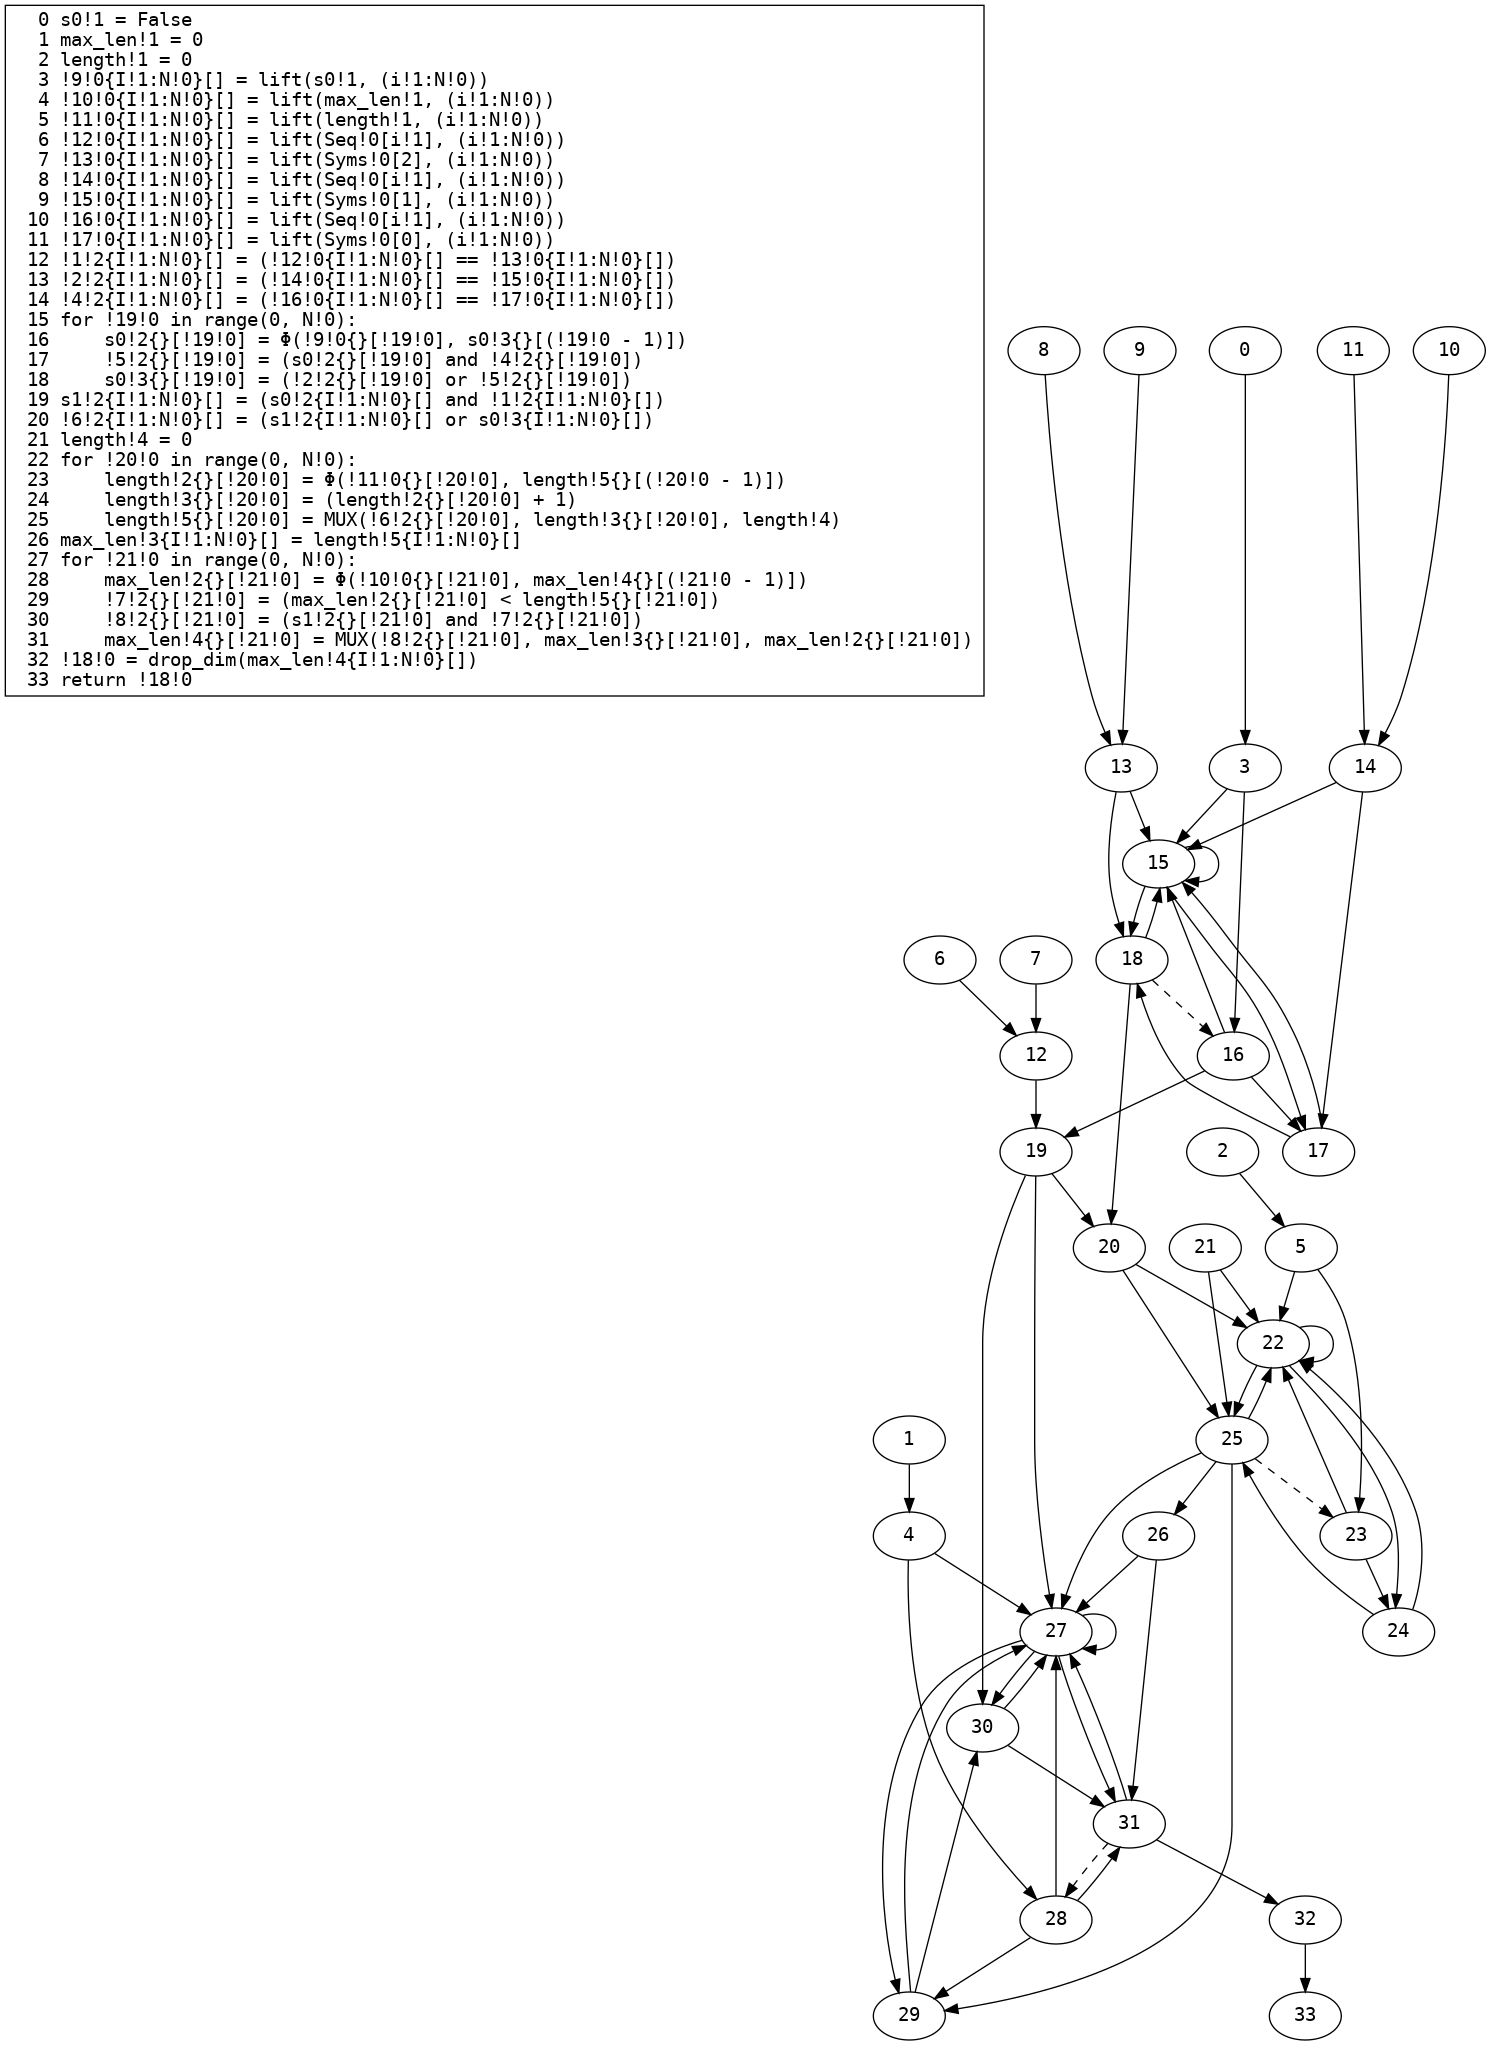 0 s0!1 = False
1 max_len!1 = 0
2 length!1 = 0
3 !9!0{I!1:N!0}[] = lift(s0!1, (i!1:N!0))
4 !10!0{I!1:N!0}[] = lift(max_len!1, (i!1:N!0))
5 !11!0{I!1:N!0}[] = lift(length!1, (i!1:N!0))
6 !12!0{I!1:N!0}[] = lift(Seq!0[i!1], (i!1:N!0))
7 !13!0{I!1:N!0}[] = lift(Syms!0[2], (i!1:N!0))
8 !14!0{I!1:N!0}[] = lift(Seq!0[i!1], (i!1:N!0))
9 !15!0{I!1:N!0}[] = lift(Syms!0[1], (i!1:N!0))
10 !16!0{I!1:N!0}[] = lift(Seq!0[i!1], (i!1:N!0))
11 !17!0{I!1:N!0}[] = lift(Syms!0[0], (i!1:N!0))
12 !1!2{I!1:N!0}[] = (!12!0{I!1:N!0}[] == !13!0{I!1:N!0}[])
13 !2!2{I!1:N!0}[] = (!14!0{I!1:N!0}[] == !15!0{I!1:N!0}[])
14 !4!2{I!1:N!0}[] = (!16!0{I!1:N!0}[] == !17!0{I!1:N!0}[])
15 for !19!0 in range(0, N!0):
16     s0!2{}[!19!0] = Φ(!9!0{}[!19!0], s0!3{}[(!19!0 - 1)])
17     !5!2{}[!19!0] = (s0!2{}[!19!0] and !4!2{}[!19!0])
18     s0!3{}[!19!0] = (!2!2{}[!19!0] or !5!2{}[!19!0])
19 s1!2{I!1:N!0}[] = (s0!2{I!1:N!0}[] and !1!2{I!1:N!0}[])
20 !6!2{I!1:N!0}[] = (s1!2{I!1:N!0}[] or s0!3{I!1:N!0}[])
21 length!4 = 0
22 for !20!0 in range(0, N!0):
23     length!2{}[!20!0] = Φ(!11!0{}[!20!0], length!5{}[(!20!0 - 1)])
24     length!3{}[!20!0] = (length!2{}[!20!0] + 1)
25     length!5{}[!20!0] = MUX(!6!2{}[!20!0], length!3{}[!20!0], length!4)
26 max_len!3{I!1:N!0}[] = length!5{I!1:N!0}[]
27 for !21!0 in range(0, N!0):
28     max_len!2{}[!21!0] = Φ(!10!0{}[!21!0], max_len!4{}[(!21!0 - 1)])
29     !7!2{}[!21!0] = (max_len!2{}[!21!0] < length!5{}[!21!0])
30     !8!2{}[!21!0] = (s1!2{}[!21!0] and !7!2{}[!21!0])
31     max_len!4{}[!21!0] = MUX(!8!2{}[!21!0], max_len!3{}[!21!0], max_len!2{}[!21!0])
32 !18!0 = drop_dim(max_len!4{I!1:N!0}[])
33 return !18!0
8 9 0 11 10
13 3 14
15
6 7 18
12 16
19 2 17
20 21 5
22
1 25
4 26 23
27 24
30
31
28 32
29 33